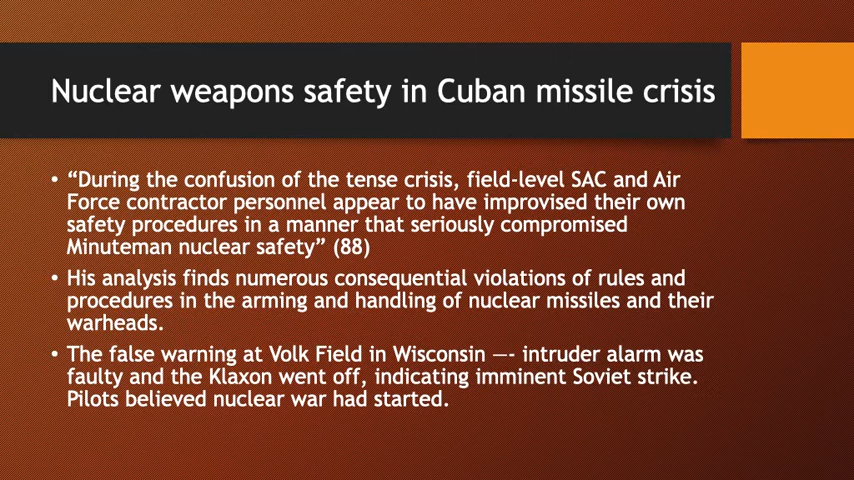 Nuclear weapons safety in Cuban missile crisis
• “During the confusion of the tense crisis, field-level SAC and Air
Force contractor personnel appear to have improvised their own
safety procedures in a manner that seriously compromised
Minuteman nuclear safety” (88)
• His analysis finds numerous consequential violations of rules and
procedures in the arming and handling of nuclear missiles and their
warheads.
• The false warning at Volk Field in Wisconsin —- intruder alarm was
faulty and the Klaxon went off, indicating imminent Soviet strike.
Pilots believed nuclear war had started.